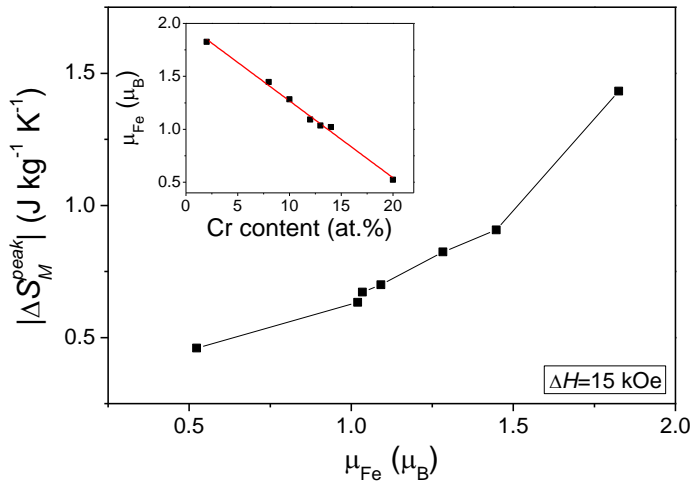 2.0
1.5
1.0
0.5
0 5 10 15 20
μFe (μB)
Cr content (at.%)
1.5
1.0
0.5
|ΔS_M^peak| (J kg⁻¹ K⁻¹)
ΔH=15 kOe
0.5 1.0 1.5 2.0
μFe (μB)